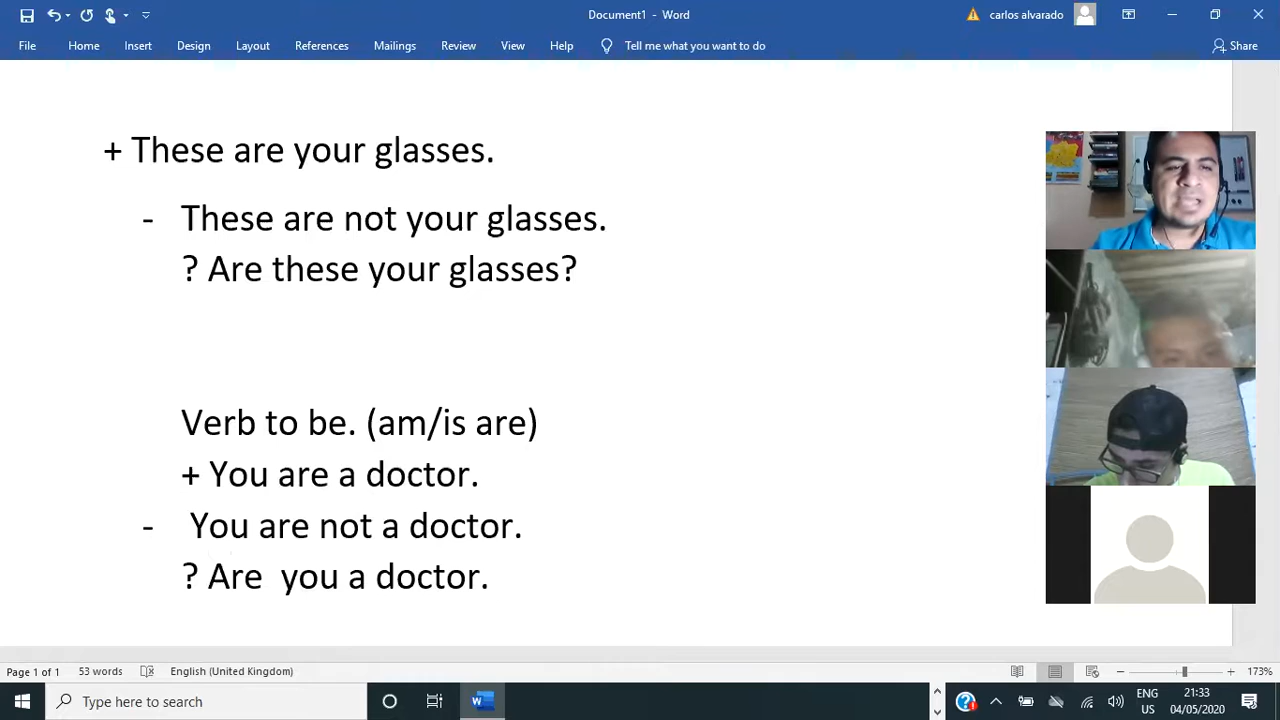 Document1 - Word
carlos alvarado
File Home Insert Design Layout References Mailings Review View Help Tell me what you want to do Share
+ These are your glasses.
- These are not your glasses.
? Are these your glasses?
Verb to be. (am/is are)
+ You are a doctor.
- You are not a doctor.
? Are  you a doctor.
Page 1 of 1 53 words English (United Kingdom) 173%
Type here to search
ENG 21:33
US 04/05/2020